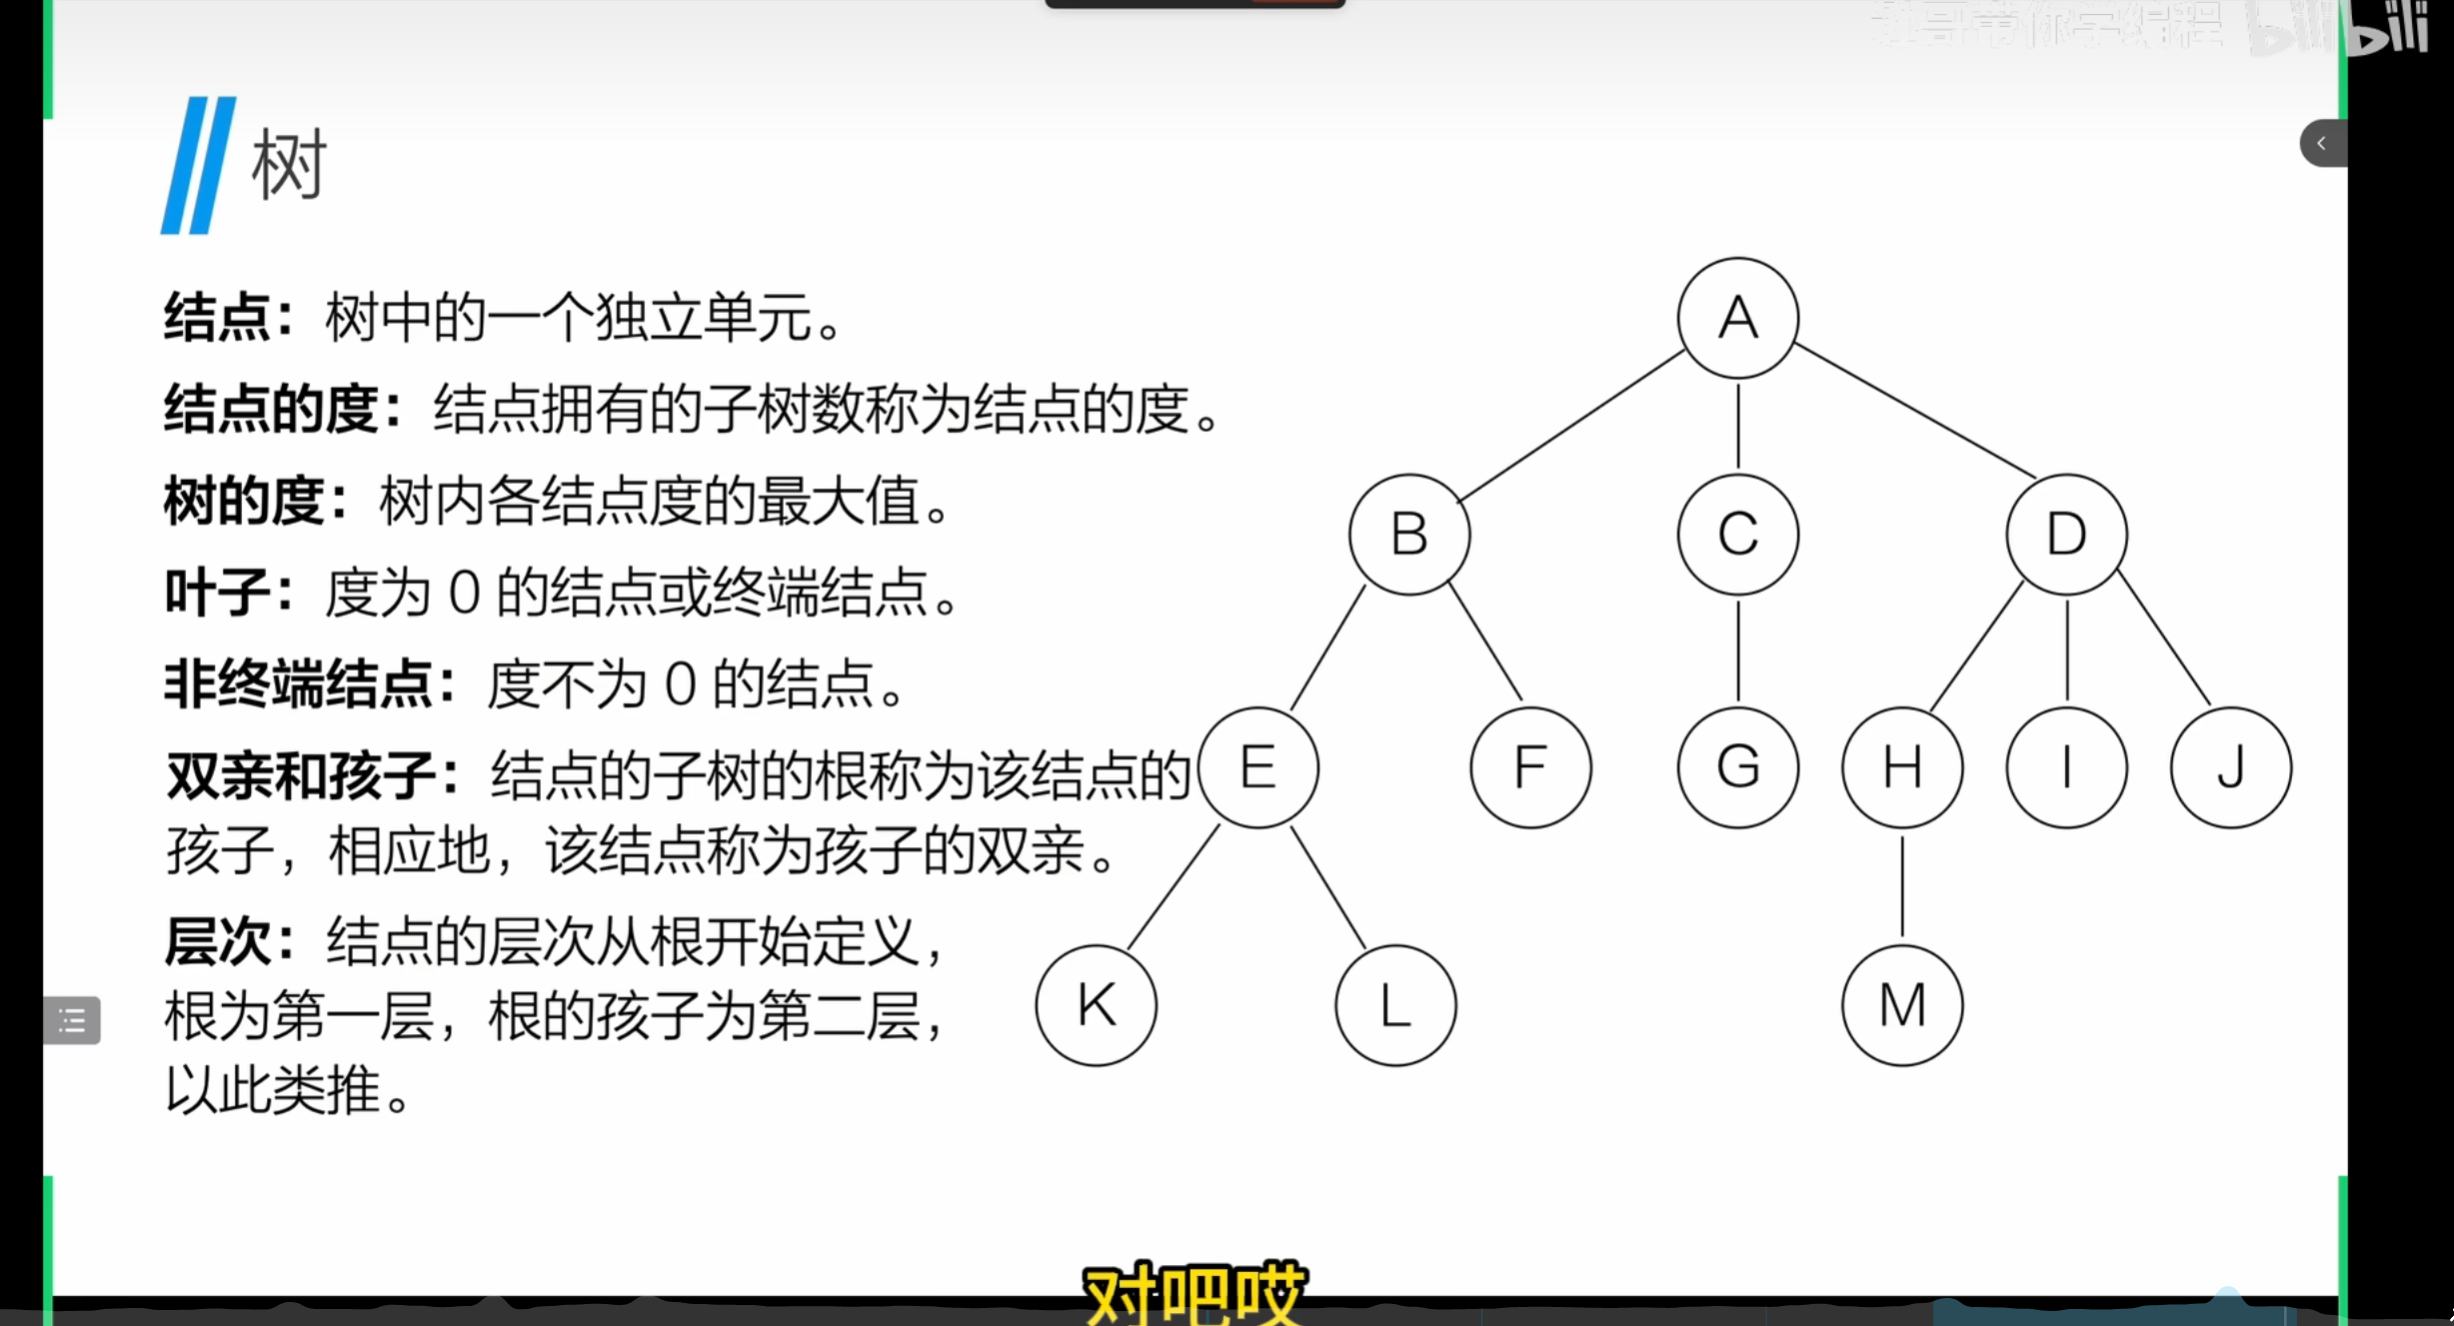 树
结点：树中的一个独立单元。
结点的度：结点拥有的子树数称为结点的度。
树的度：树内各结点度的最大值。
叶子：度为 0 的结点或终端结点。
非终端结点：度不为 0 的结点。
双亲和孩子：结点的子树的根称为该结点的
孩子，相应地，该结点称为孩子的双亲。
层次：结点的层次从根开始定义，
根为第一层，根的孩子为第二层，
以此类推。
A
B C D
E F G H I J
K L M
对吧哎
带你学编程 bilibili